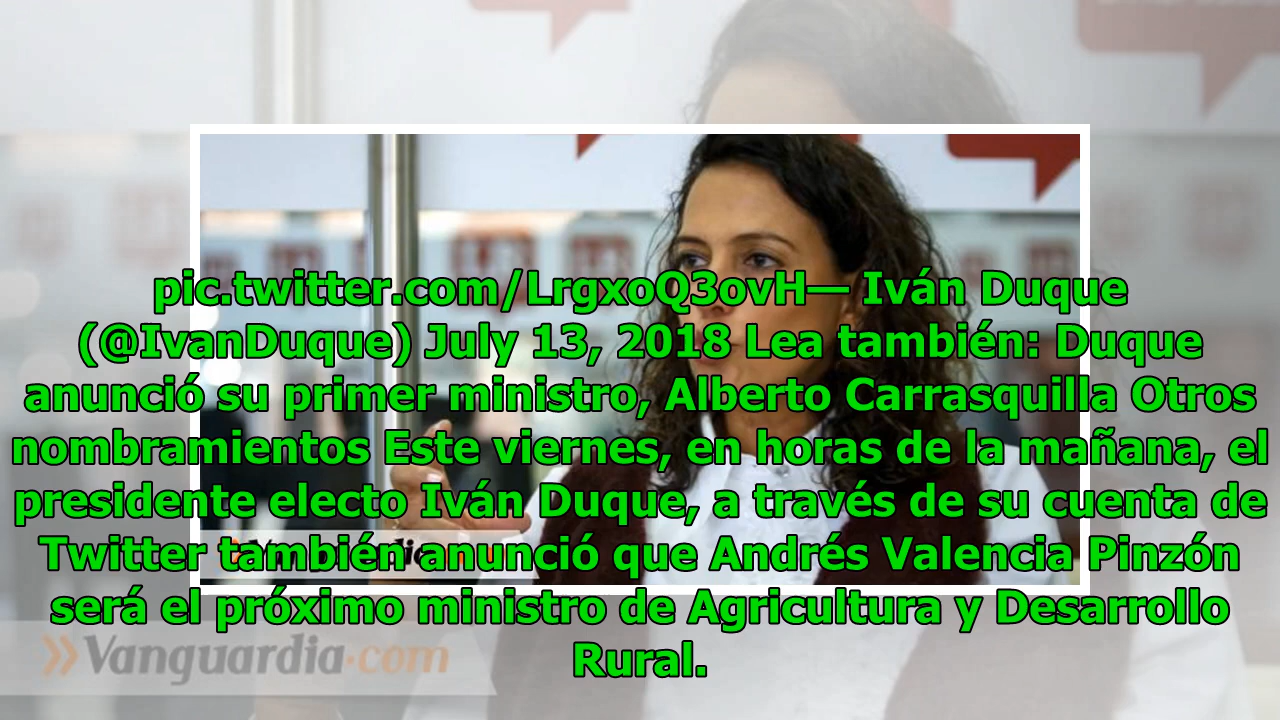 pic.twitter.com/LrgxoQ3ovH— Iván Duque
(@IvanDuque) July 13, 2018 Lea también: Duque
anunció su primer ministro, Alberto Carrasquilla Otros
nombramientos Este viernes, en horas de la mañana, el
presidente electo Iván Duque, a través de su cuenta de
Twitter también anunció que Andrés Valencia Pinzón
será el próximo ministro de Agricultura y Desarrollo
Rural.
Vanguardia.com